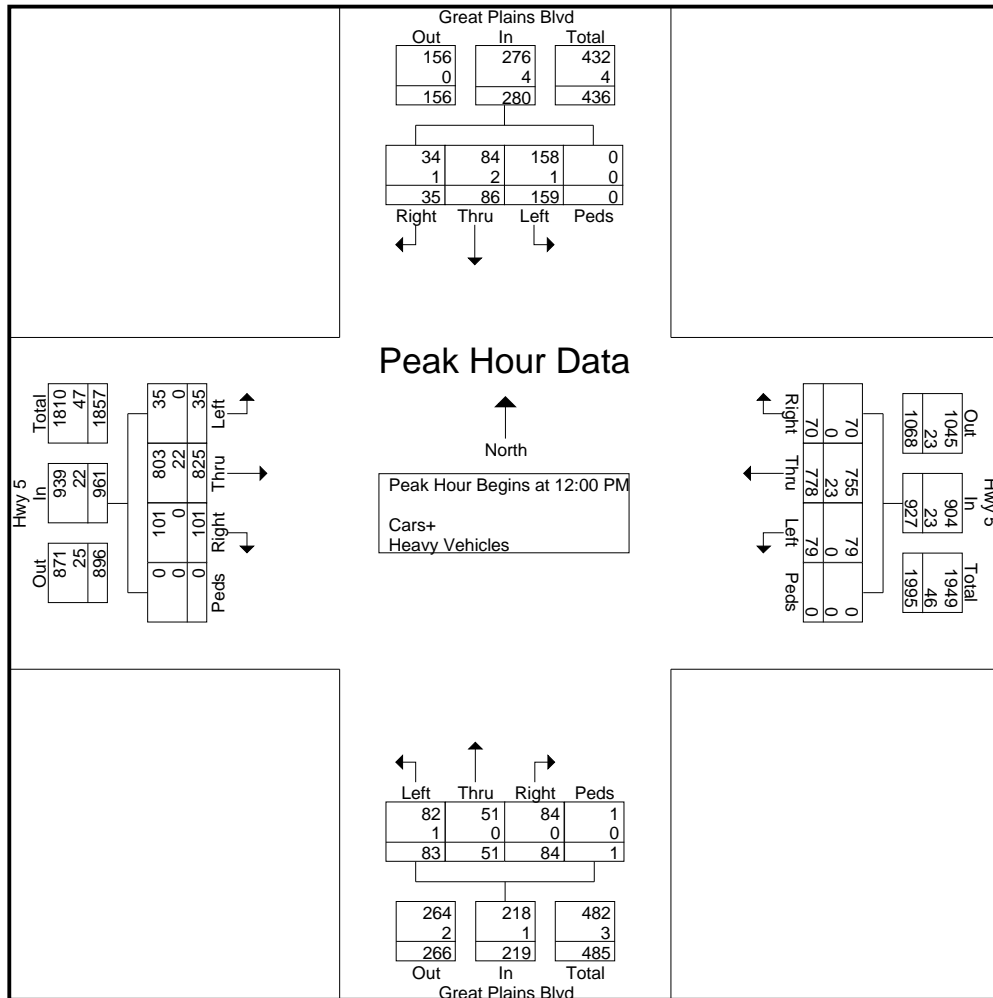 Great Plains Blvd
Out In Total
156 276 432
0 4 4
156 280 436
34 84 158 0
1 2 1 0
35 86 159 0
Right Thru Left Peds
Peak Hour Data
North
Peak Hour Begins at 12:00 PM
Cars+
Heavy Vehicles
Hwy 5
Out In Total
871 939 1810
25 22 47
896 961 1857
Peds Right Thru Left
0 101 803 35
0 0 22 0
0 101 825 35
Hwy 5
Out In Total
1045 904 1949
23 23 46
1068 927 1995
Right Thru Left Peds
70 755 79 0
0 23 0 0
70 778 79 0
Left Thru Right Peds
82 51 84 1
1 0 0 0
83 51 84 1
264 218 482
2 1 3
266 219 485
Out In Total
Great Plains Blvd